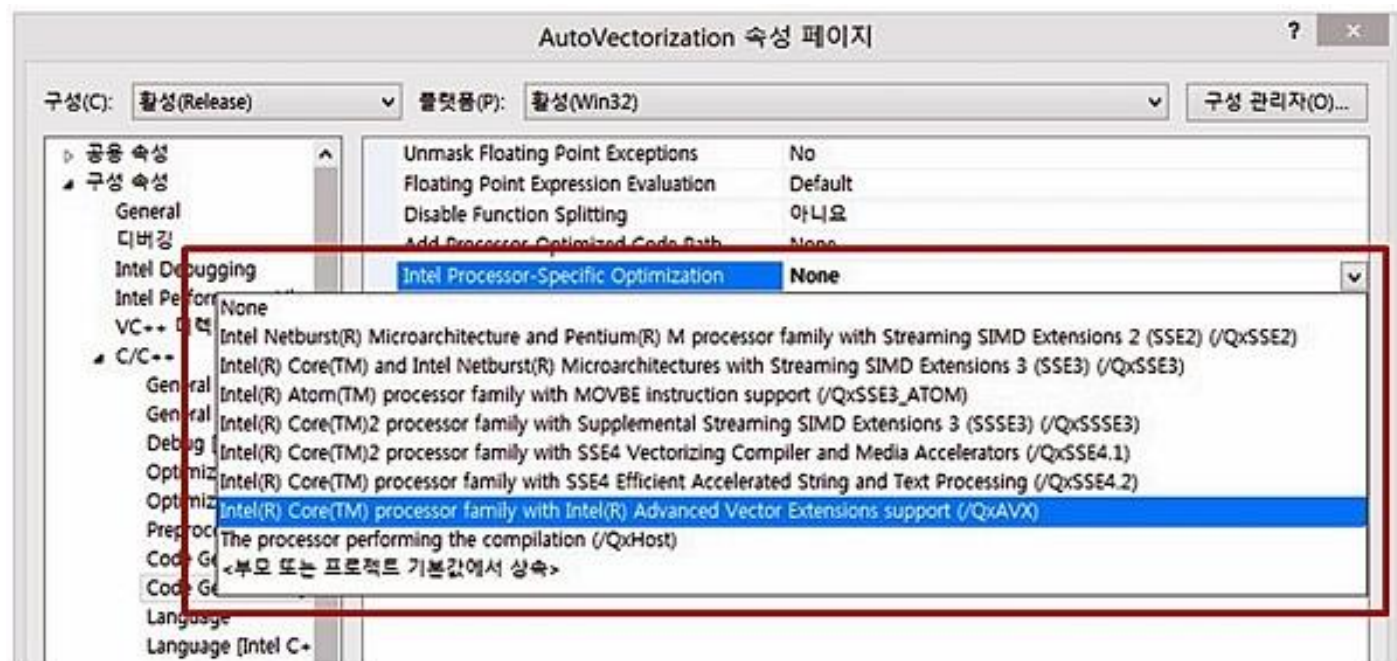 AutoVectorization 속성 페이지
? ×
구성(C): 활성(Release) 플랫폼(P): 활성(Win32) 구성 관리자(O)...
공용 속성
구성 속성
General
디버깅
Intel Debugging
Intel
VC++
C/C++
General
General
Debug
Language
Language [Intel C+
Unmask Floating Point Exceptions No
Floating Point Expression Evaluation Default
Disable Function Splitting 아니요
Add Processor-Optimized Code Path None
Intel Processor-Specific Optimization None
None
Intel Netburst(R) Microarchitecture and Pentium(R) M processor family with Streaming SIMD Extensions 2 (SSE2) (/QxSSE2)
Intel(R) Core(TM) and Intel Netburst(R) Microarchitectures with Streaming SIMD Extensions 3 (SSE3) (/QxSSE3)
Intel(R) Atom(TM) processor family with MOVBE instruction support (/QxSSE3_ATOM)
Intel(R) Core(TM)2 processor family with Supplemental Streaming SIMD Extensions 3 (SSSE3) (/QxSSSE3)
Intel(R) Core(TM)2 processor family with SSE4 Vectorizing Compiler and Media Accelerators (/QxSSE4.1)
Intel(R) Core(TM) processor family with SSE4 Efficient Accelerated String and Text Processing (/QxSSE4.2)
Intel(R) Core(TM) processor family with Intel(R) Advanced Vector Extensions support (/QxAVX)
The processor performing the compilation (/QxHost)
<부모 또는 프로젝트 기본값에서 상속>